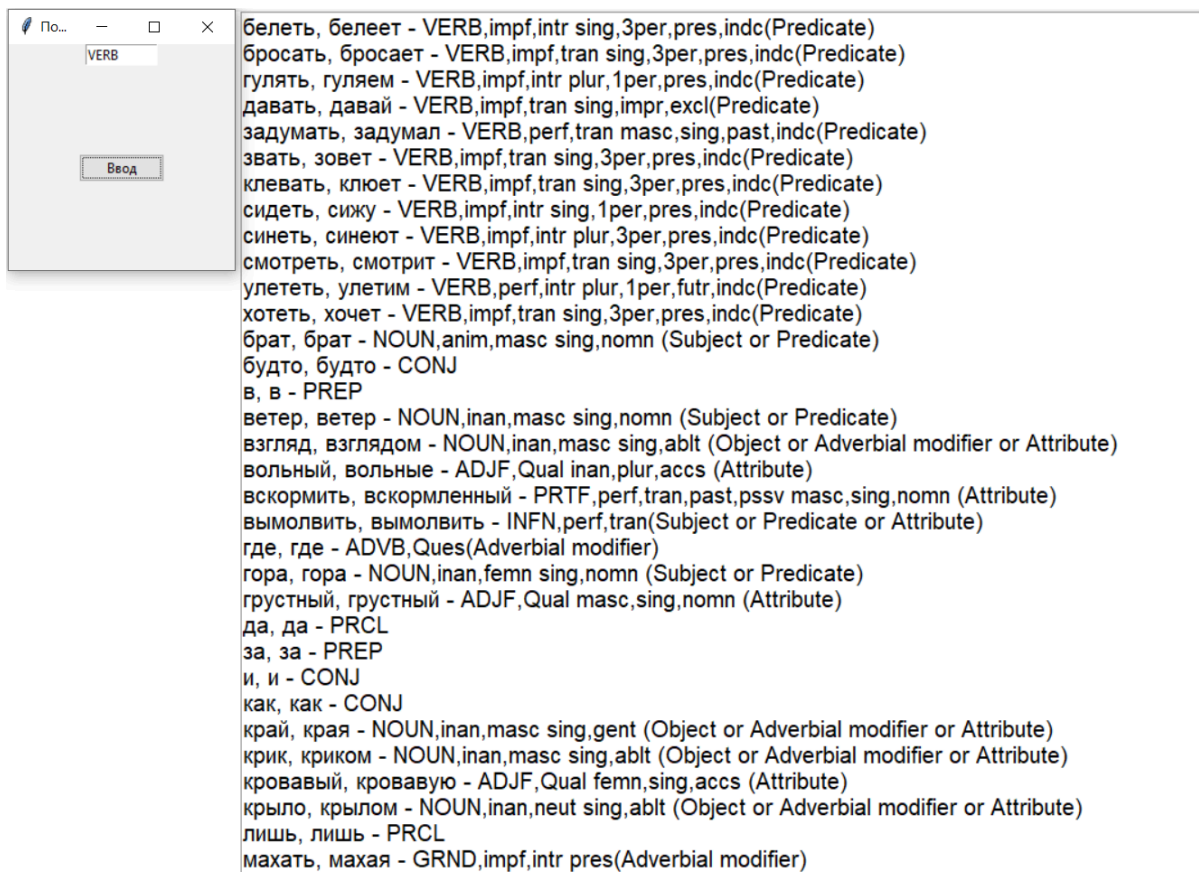 По...
VERB
Ввод
белеть, белеет - VERB,impf,intr sing,3per,pres,indc(Predicate)
бросать, бросает - VERB,impf,tran sing,3per,pres,indc(Predicate)
гулять, гуляем - VERB,impf,intr plur,1per,pres,indc(Predicate)
давать, давай - VERB,impf,tran sing,impr,excl(Predicate)
задумать, задумал - VERB,perf,tran masc,sing,past,indc(Predicate)
звать, зовет - VERB,impf,tran sing,3per,pres,indc(Predicate)
клевать, клюет - VERB,impf,tran sing,3per,pres,indc(Predicate)
сидеть, сижу - VERB,impf,intr sing,1per,pres,indc(Predicate)
синеть, синеют - VERB,impf,intr plur,3per,pres,indc(Predicate)
смотреть, смотрит - VERB,impf,tran sing,3per,pres,indc(Predicate)
улететь, улетим - VERB,perf,intr plur,1per,futr,indc(Predicate)
хотеть, хочет - VERB,impf,tran sing,3per,pres,indc(Predicate)
брат, брат - NOUN,anim,masc sing,nomn (Subject or Predicate)
будто, будто - CONJ
в, в - PREP
ветер, ветер - NOUN,inan,masc sing,nomn (Subject or Predicate)
взгляд, взглядом - NOUN,inan,masc sing,ablt (Object or Adverbial modifier or Attribute)
вольный, вольные - ADJF,Qual inan,plur,accs (Attribute)
вскормить, вскормленный - PRTF,perf,tran,past,pssv masc,sing,nomn (Attribute)
вымолвить, вымолвить - INFN,perf,tran(Subject or Predicate or Attribute)
где, где - ADVB,Ques(Adverbial modifier)
гора, гора - NOUN,inan,femn sing,nomn (Subject or Predicate)
грустный, грустный - ADJF,Qual masc,sing,nomn (Attribute)
да, да - PRCL
за, за - PREP
и, и - CONJ
как, как - CONJ
край, края - NOUN,inan,masc sing,gent (Object or Adverbial modifier or Attribute)
крик, криком - NOUN,inan,masc sing,ablt (Object or Adverbial modifier or Attribute)
кровавый, кровавую - ADJF,Qual femn,sing,accs (Attribute)
крыло, крылом - NOUN,inan,neut sing,ablt (Object or Adverbial modifier or Attribute)
лишь, лишь - PRCL
махать, махая - GRND,impf,intr pres(Adverbial modifier)